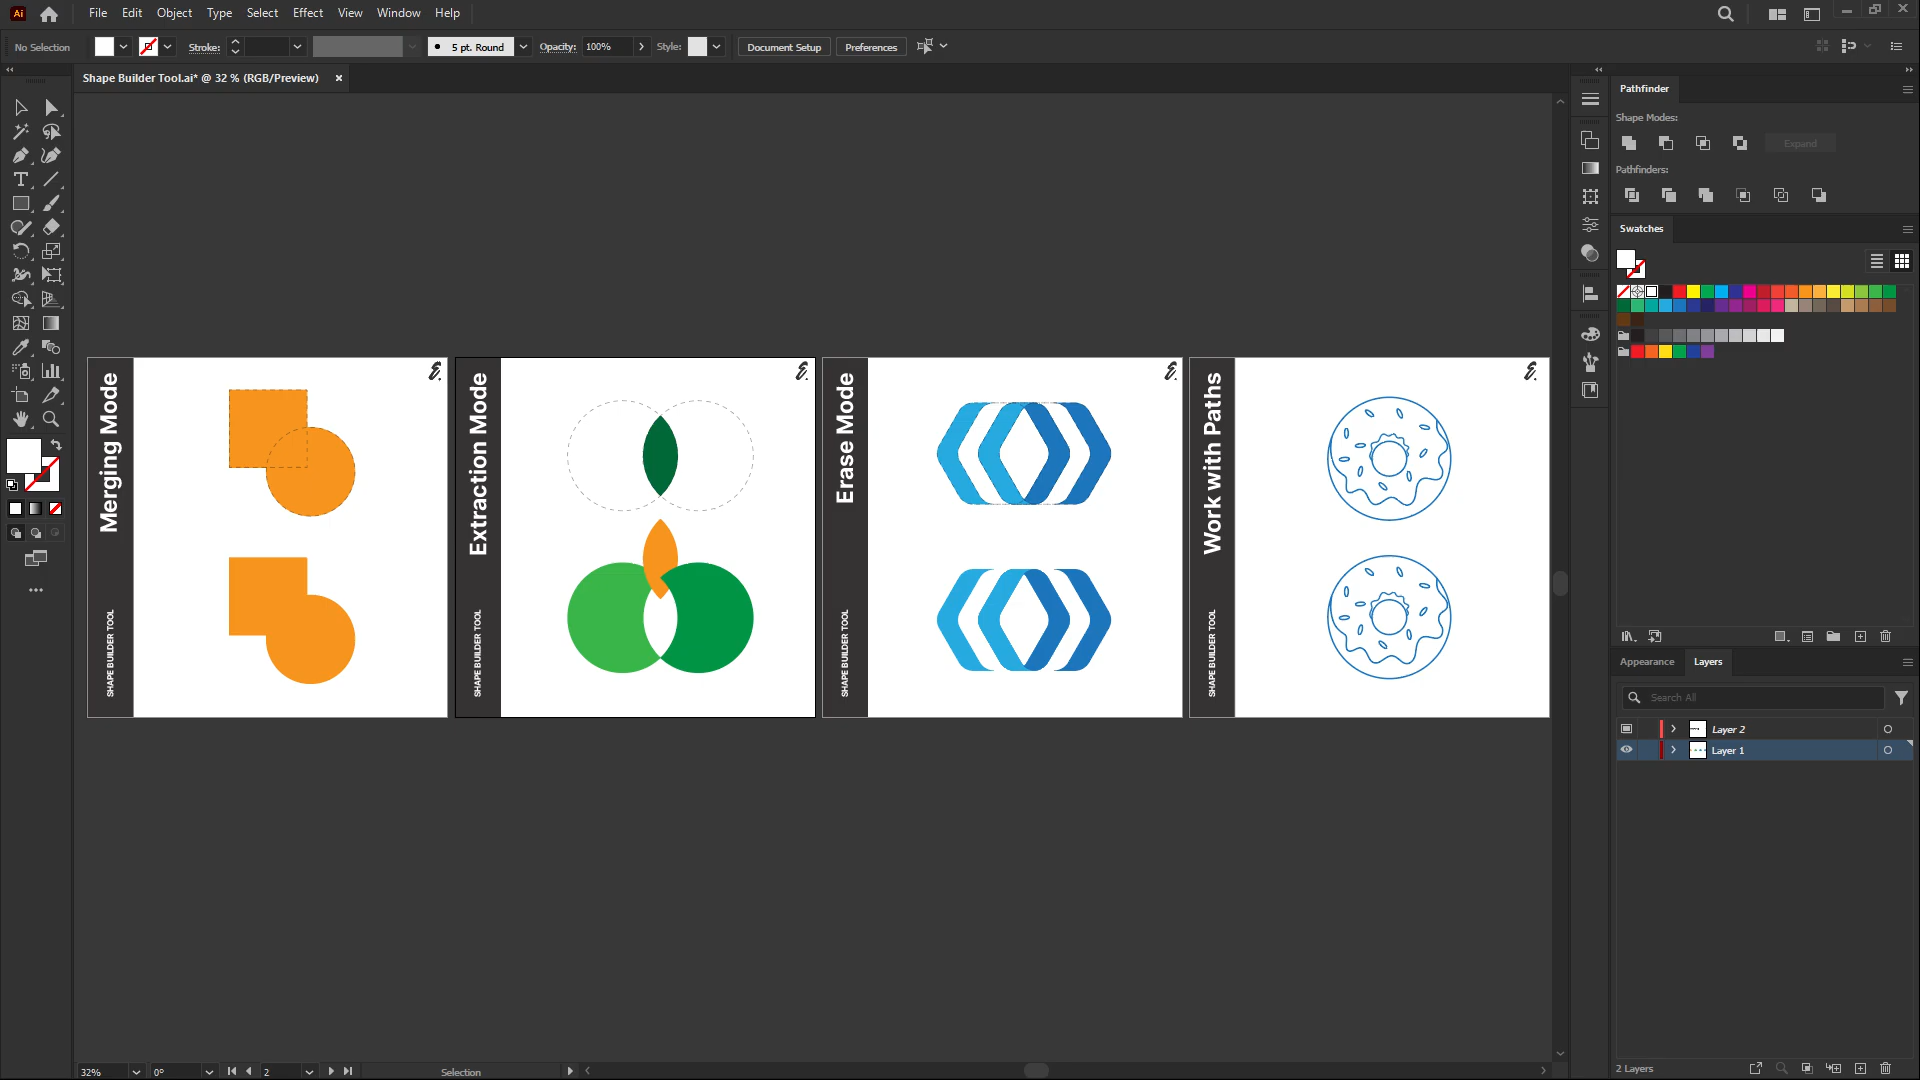 Ai File Edit Object Type Select Effect View Window Help
No Selection Stroke: 5 pt. Round Opacity: 100% Style: Document Setup Preferences
Shape Builder Tool.ai* @ 32 % (RGB/Preview)
Merging Mode
SHAPE BUILDER TOOL
Extraction Mode
SHAPE BUILDER TOOL
Erase Mode
SHAPE BUILDER TOOL
Work with Paths
SHAPE BUILDER TOOL
Pathfinder
Shape Modes:
Expand
Pathfinders:
Swatches
Appearance Layers
Search All
Layer 2
Layer 1
2 Layers
32% 0° 2 Selection